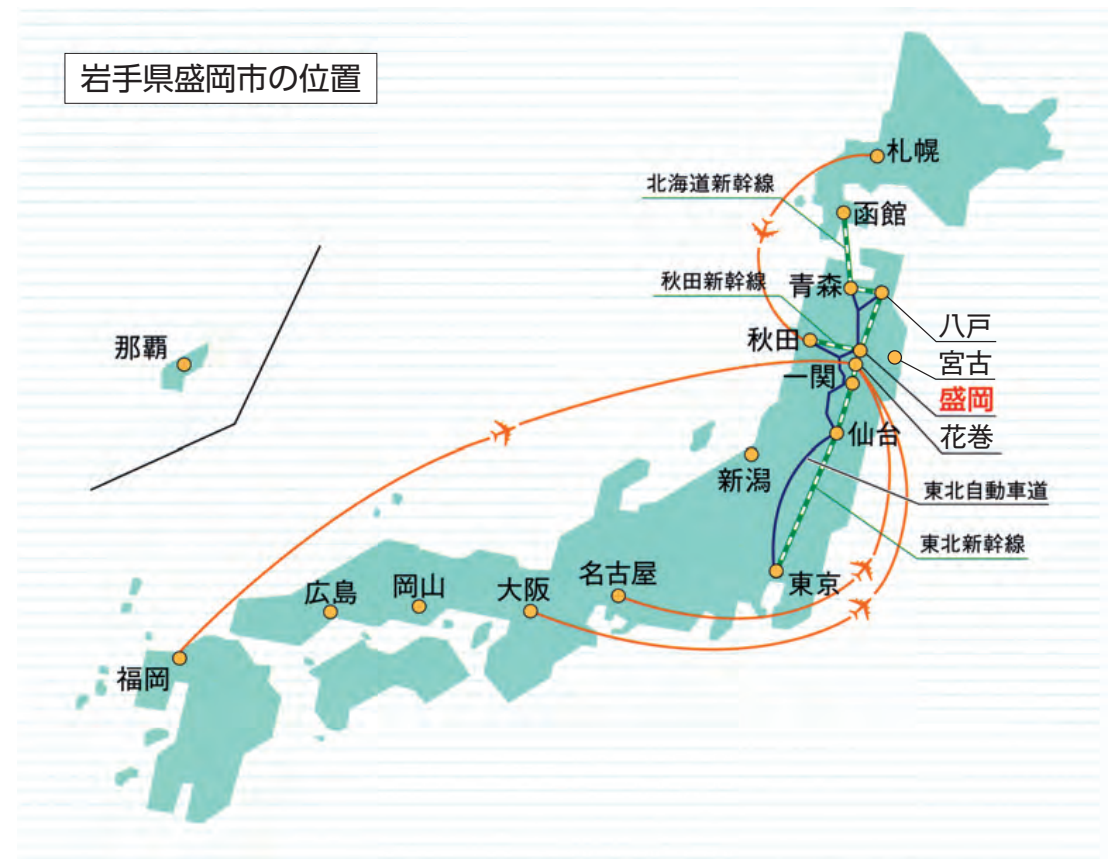 岩手県盛岡市の位置
札幌
北海道新幹線
函館
秋田新幹線
青森
八戸
那覇
秋田
宮古
一関
盛岡
仙台
花巻
新潟
東北自動車道
東北新幹線
名古屋
東京
大阪
岡山
広島
福岡